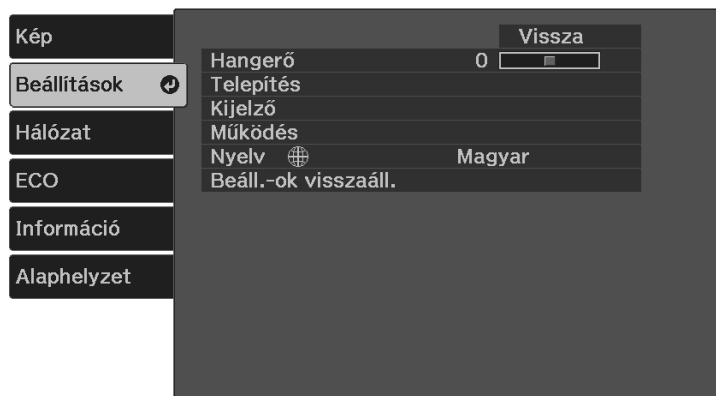 Kép
Beállítások
Hálózat
ECO
Információ
Alaphelyzet
Vissza
Hangerő 0
Telepítés
Kijelző
Működés
Nyelv Magyar
Beáll.-ok visszaáll.